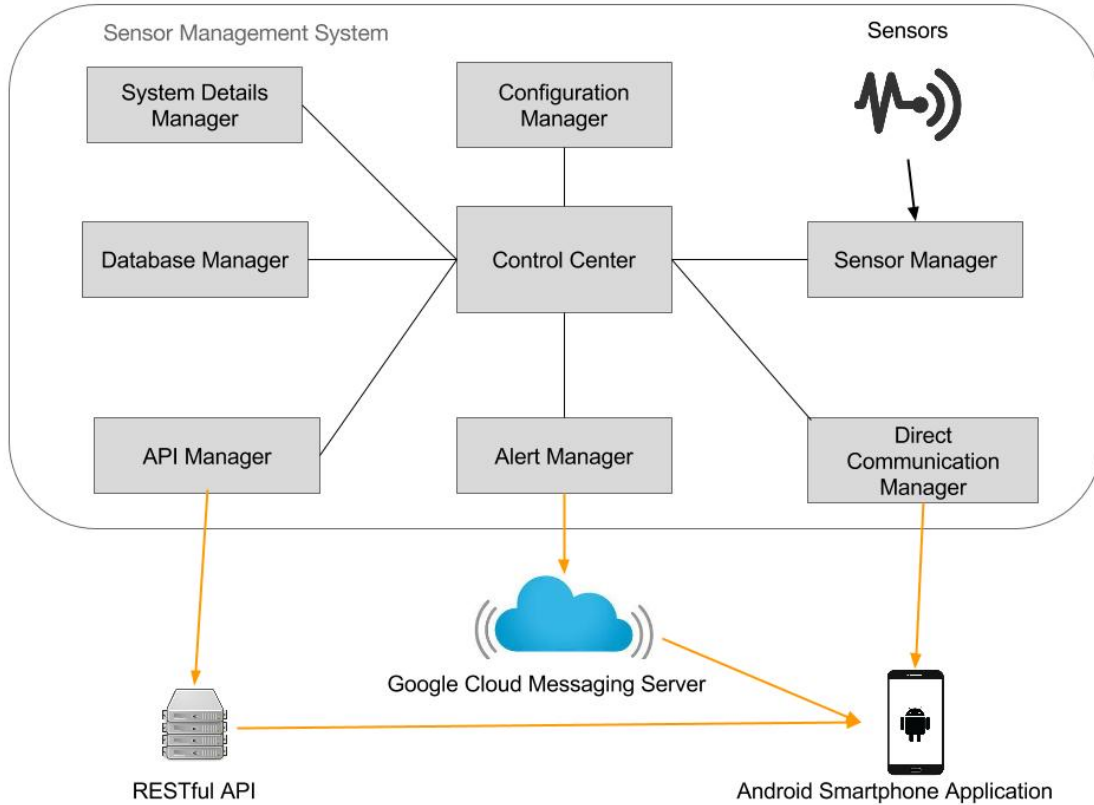 Sensor Management System
Sensors
System Details
Manager
Configuration
Manager
Database Manager
Control Center
Sensor Manager
API Manager
Alert Manager
Direct
Communication
Manager
Google Cloud Messaging Server
RESTful API
Android Smartphone Application